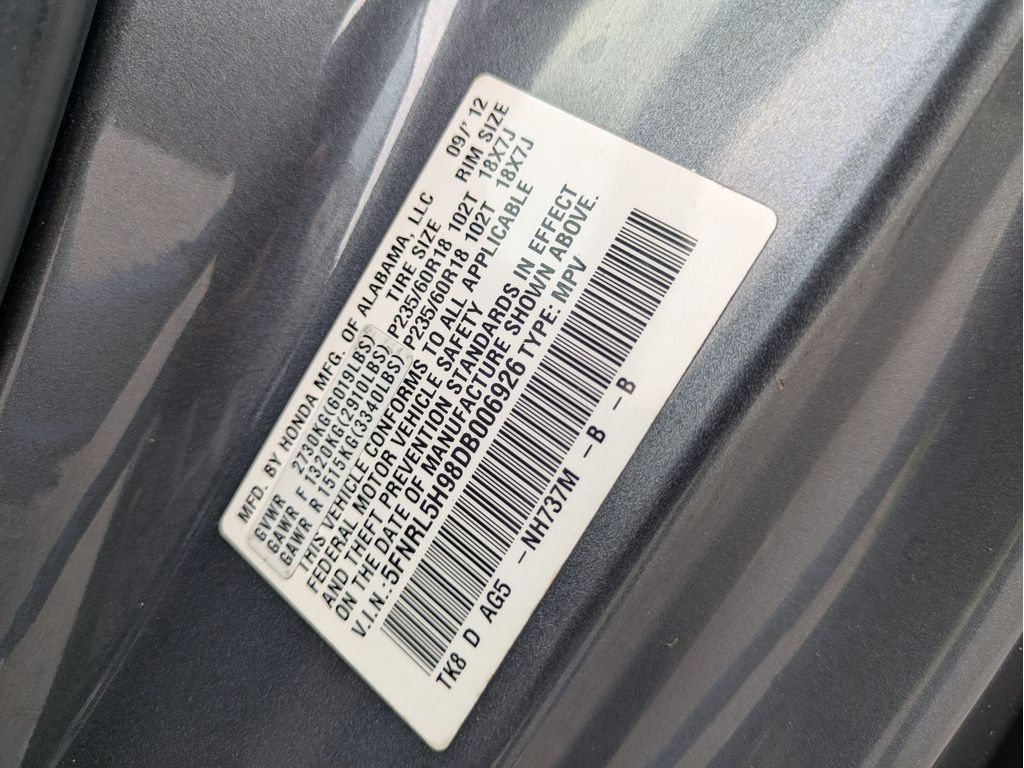 MFD. BY HONDA MFG. OF ALABAMA, LLC 09/'12
GVWR 2730KG(6019LBS) TIRE SIZE RIM SIZE
GAWR F 1320KG(2910LBS) P235/60R18 102T 18X7J
GAWR R 1515KG(3340LBS) P235/60R18 102T 18X7J
THIS VEHICLE CONFORMS TO ALL APPLICABLE
FEDERAL MOTOR VEHICLE SAFETY
AND THEFT PREVENTION STANDARDS IN EFFECT
ON THE DATE OF MANUFACTURE SHOWN ABOVE.
V.I.N.:5FNRL5H98DB006926 TYPE: MPV
TK8 D AG5 -NH737M -B -B